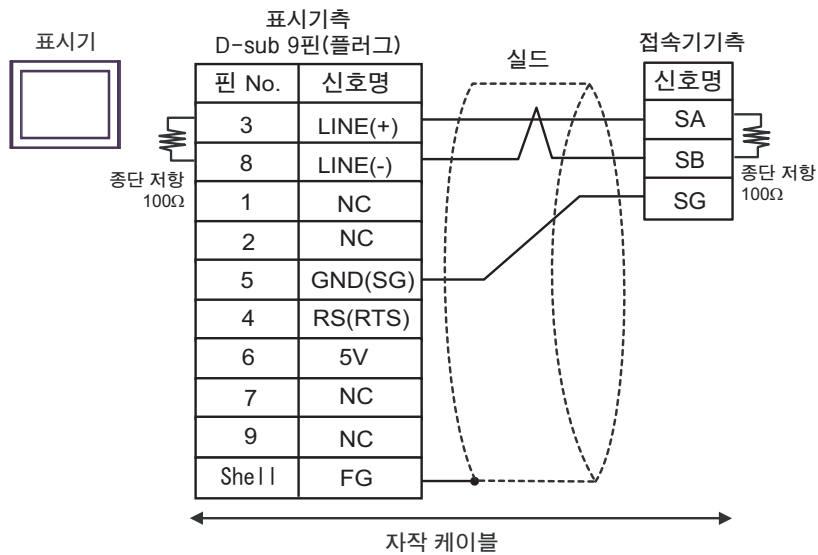 표시기
표시기측
D-sub 9핀(플러그)
실드
접속기기측
핀 No. 신호명
신호명
3 LINE(+)
SA
8 LINE(-)
SB
종단 저항
100Ω
종단 저항
100Ω
1 NC
SG
2 NC
5 GND(SG)
4 RS(RTS)
6 5V
7 NC
9 NC
Shell FG
자작 케이블